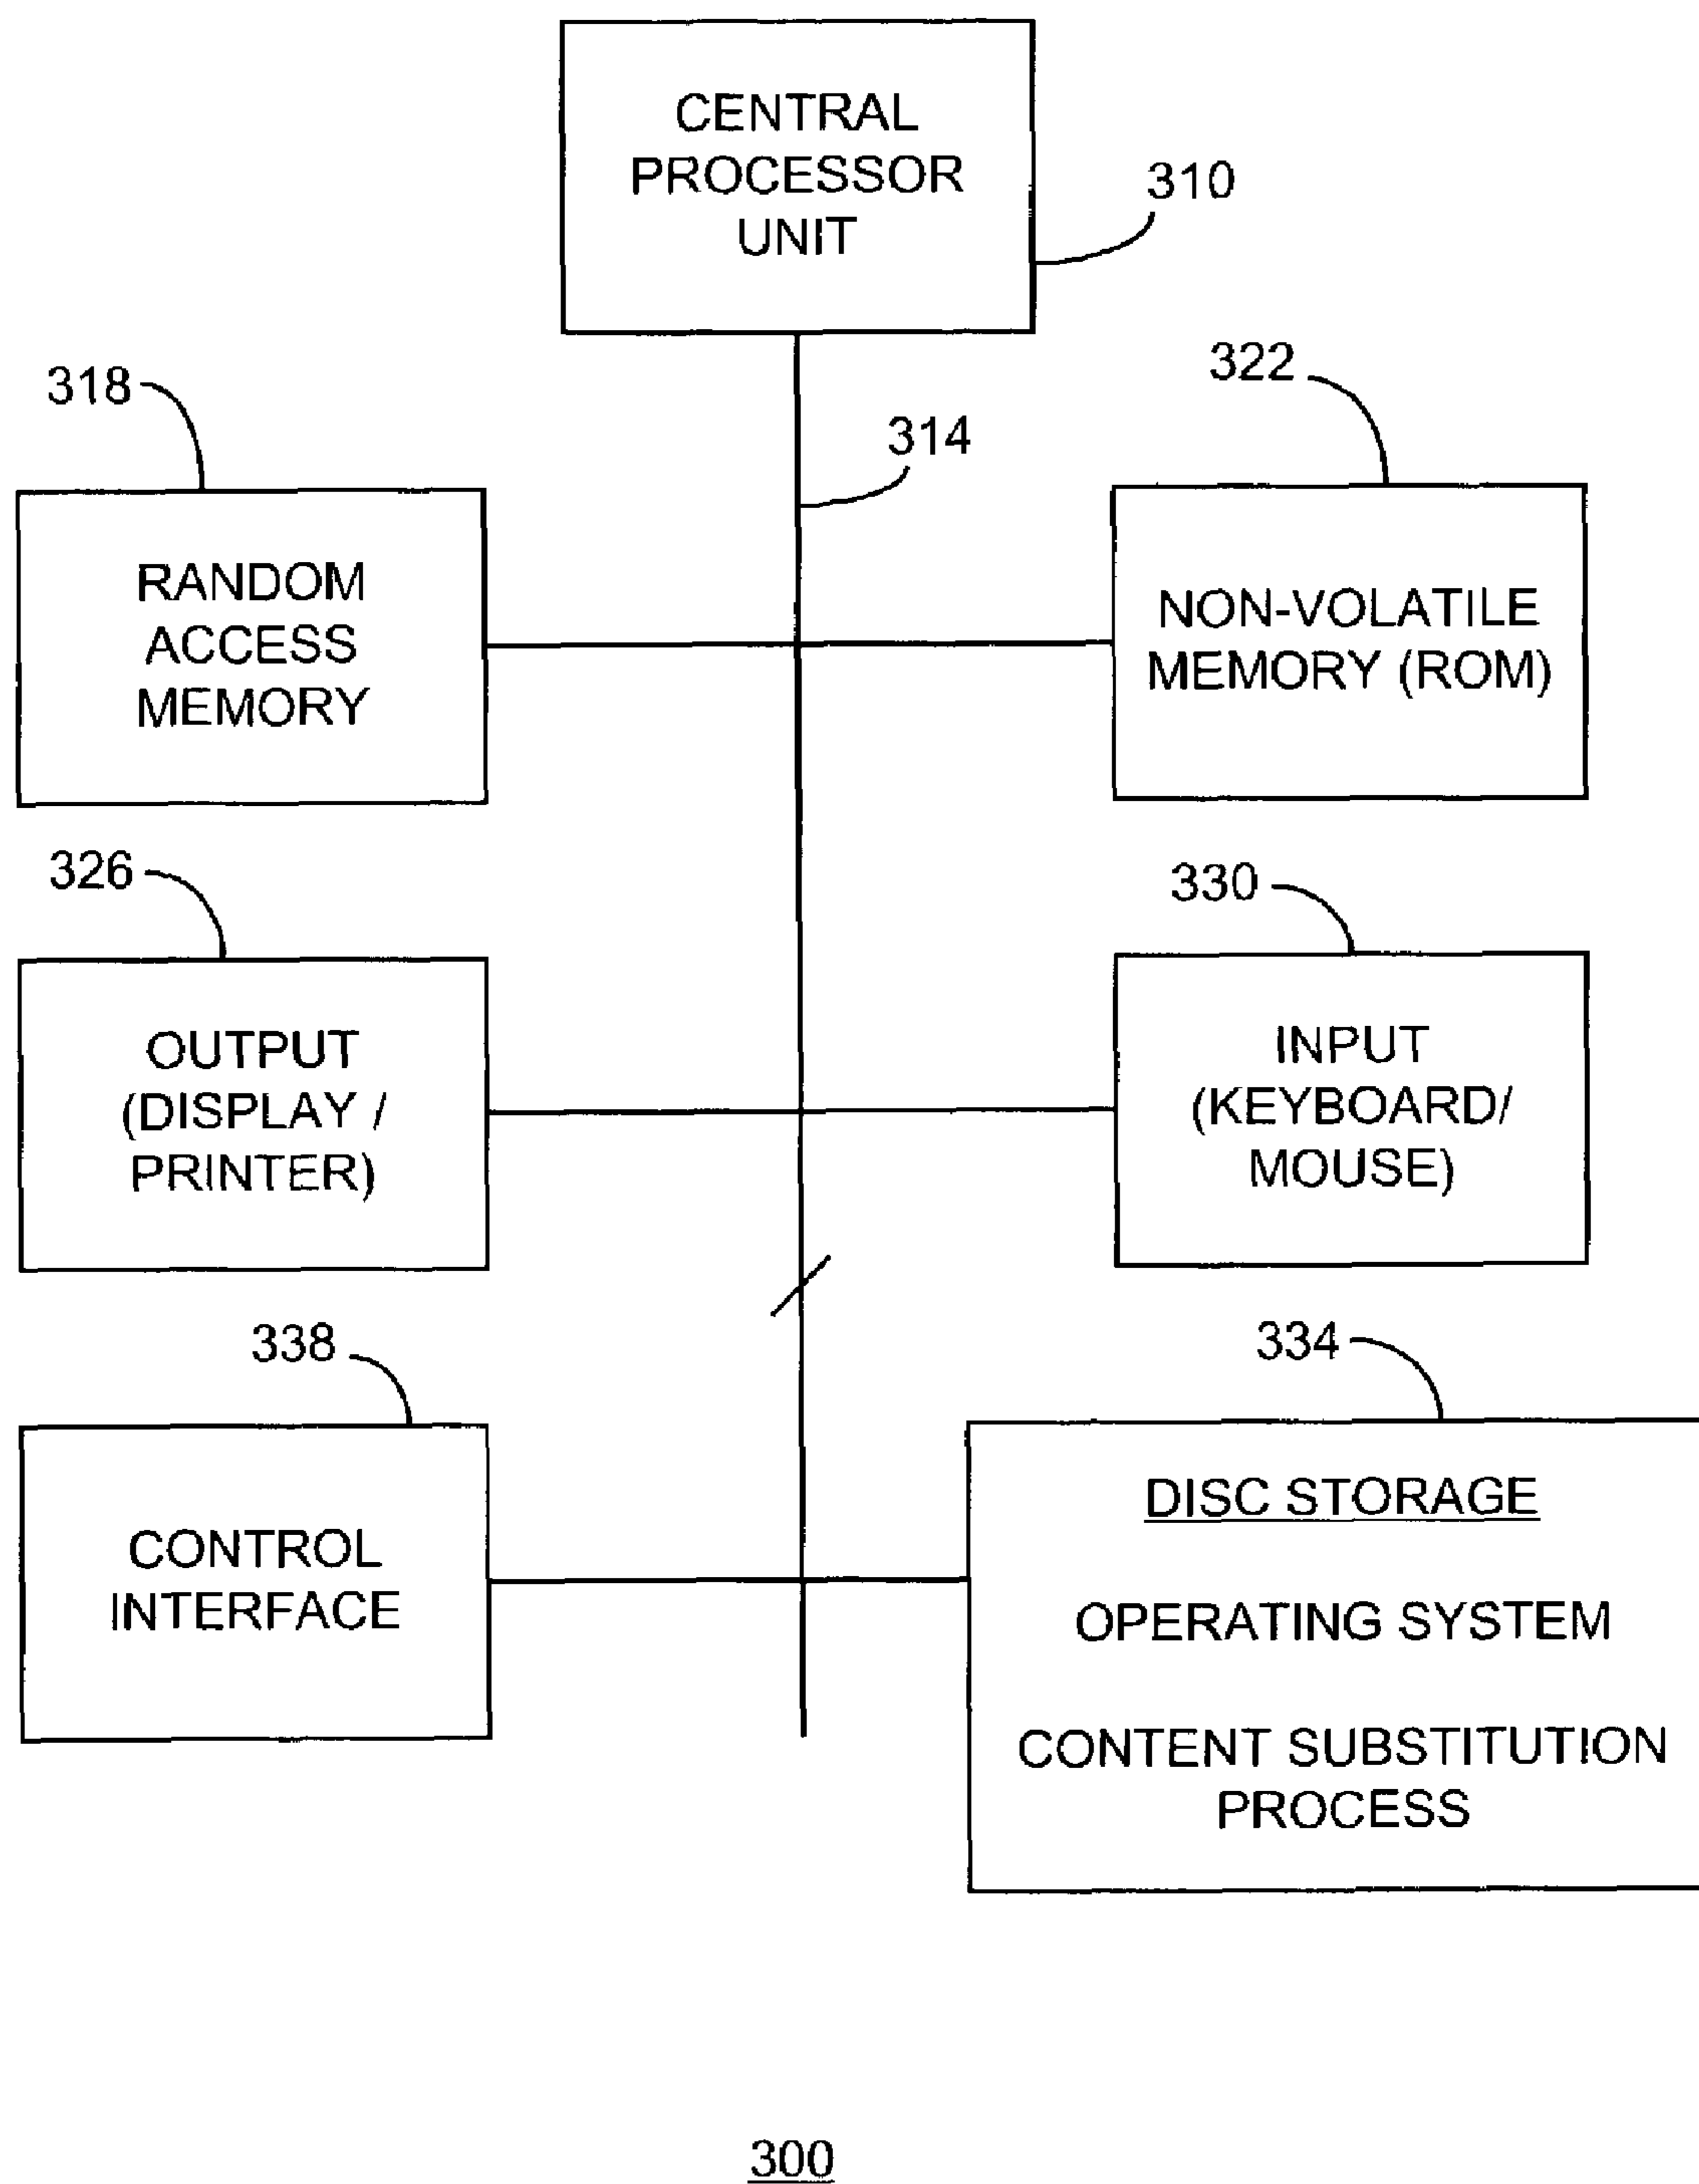 CENTRAL
PROCESSOR
UNIT
310
318
322
314
RANDOM
ACCESS
MEMORY
NON-VOLATILE
MEMORY (ROM)
326
330
OUTPUT
(DISPLAY /
PRINTER)
INPUT
(KEYBOARD/
MOUSE)
338
334
CONTROL
INTERFACE
DISC STORAGE
OPERATING SYSTEM
CONTENT SUBSTITUTION
PROCESS
300